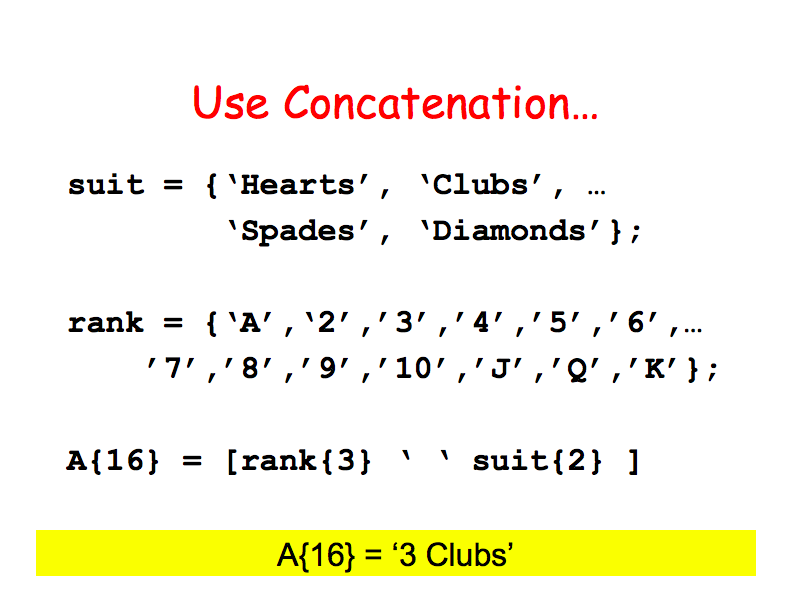 Use Concatenation…
suit = {‘Hearts’, ‘Clubs’, …
‘Spades’, ‘Diamonds’};
rank = {‘A’,‘2’,’3’,’4’,’5’,’6’,…
’7’,’8’,’9’,’10’,’J’,’Q’,’K’};
A{16} = [rank{3} ‘ ‘ suit{2} ]
A{16} = ‘3 Clubs’